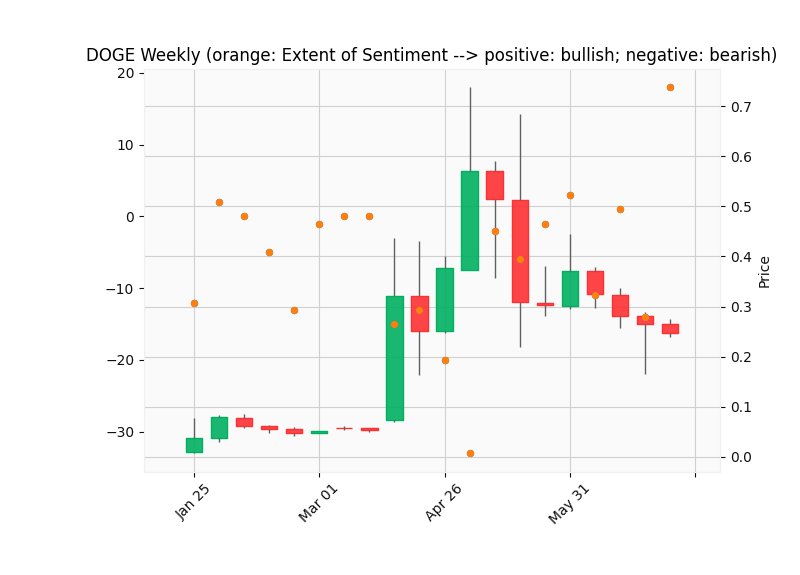 DOGE Weekly (orange: Extent of Sentiment --> positive: bullish; negative: bearish)
20
10
0
−10
−20
−30
0.7
0.6
0.5
0.4
0.3
0.2
0.1
0.0
Price
Jan 25
Mar 01
Apr 26
May 31